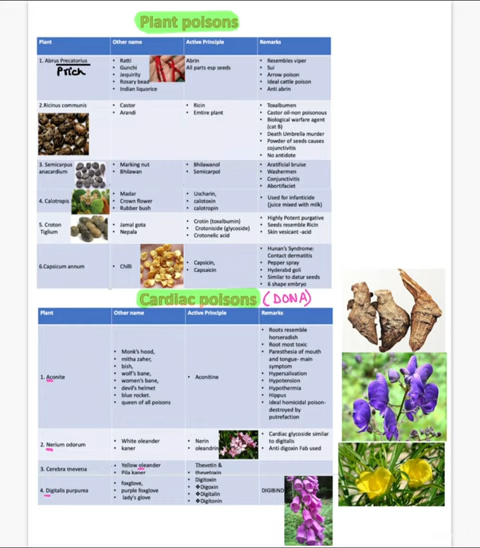 Plant poisons
Plant Other name Active Principle Remarks
1. Abrus Precatorius
Prich
• Ratti
• Gunchi
• Jequirity
• Rosary bead
• Indian liquorice
Abrin
All parts esp seeds
• Resembles viper
• Sui
• Arrow poison
• Ideal cattle poison
• Anti abrin
2.Ricinus communis
• Castor
• Arandi
• Ricin
• Emtire plant
• Toxalbumen
• Castor oil-non poisonous
• Biological warfare agent (cat B)
• Death Umbrella murder
• Powder of seeds causes cojunctivitis
• No antidote
3. Semicarpus anacardium
• Marking nut
• Bhilawan
• Bhilawanol
• Semicarpol
• Aratificial bruise
• Washermen
• Conjunctivitis
• Abortifaciet
4. Calotropis
• Madar
• Crown flower
• Rubber bush
• Uscharin,
• calotoxin
• calotropin
• Used for infanticide (juice mixed with milk)
5. Croton Tiglium
• Jamal gota
• Nepala
• Crotin (toxalbumin)
• Crotonoside (glycoside)
• Crotonelic acid
• Highly Potent purgative
• Seeds resemble Ricin
• Skin vesicant -acid
6.Capsicum annum
• Chilli
• Capsicin,
• Capsaicin
• Hunan's Syndrome: Contact dermatitis
• Pepper spray
• Hyderabd goli
• Similar to datur seeds
• 6 shape embryo
Cardiac poisons (DONA)
Plant Other name Active Principle Remarks
1. Aconite
• Monk's hood,
• mitha zaher,
• bish,
• wolf's bane,
• women's bane,
• devil's helmet
• blue rocket.
• queen of all poisons
• Aconitine
• Roots resemble horseradish
• Root most toxic
• Paresthesia of mouth and tongue- main symptom
• Hypersalivation
• Hypotension
• Hypothermia
• Hippus
• ideal homicidal poison- destroyed by putrefaction
2. Nerium odorum
• White oleander
• kaner
• Nerin
• oleandrin
• Cardiac glycoside similar to digitalis
• Anti digoxin Fab used
3. Cerebra thevetia
• Yellow oleander
• Pila kaner
• Thevetin &
• thevetoxin
4. Digitalis purpurea
• foxglove,
• purple foxglove
• lady's glove
• Digitoxin
• ❖Digoxin
• ❖Digitalin
• ❖Digitonin
DIGIBIND